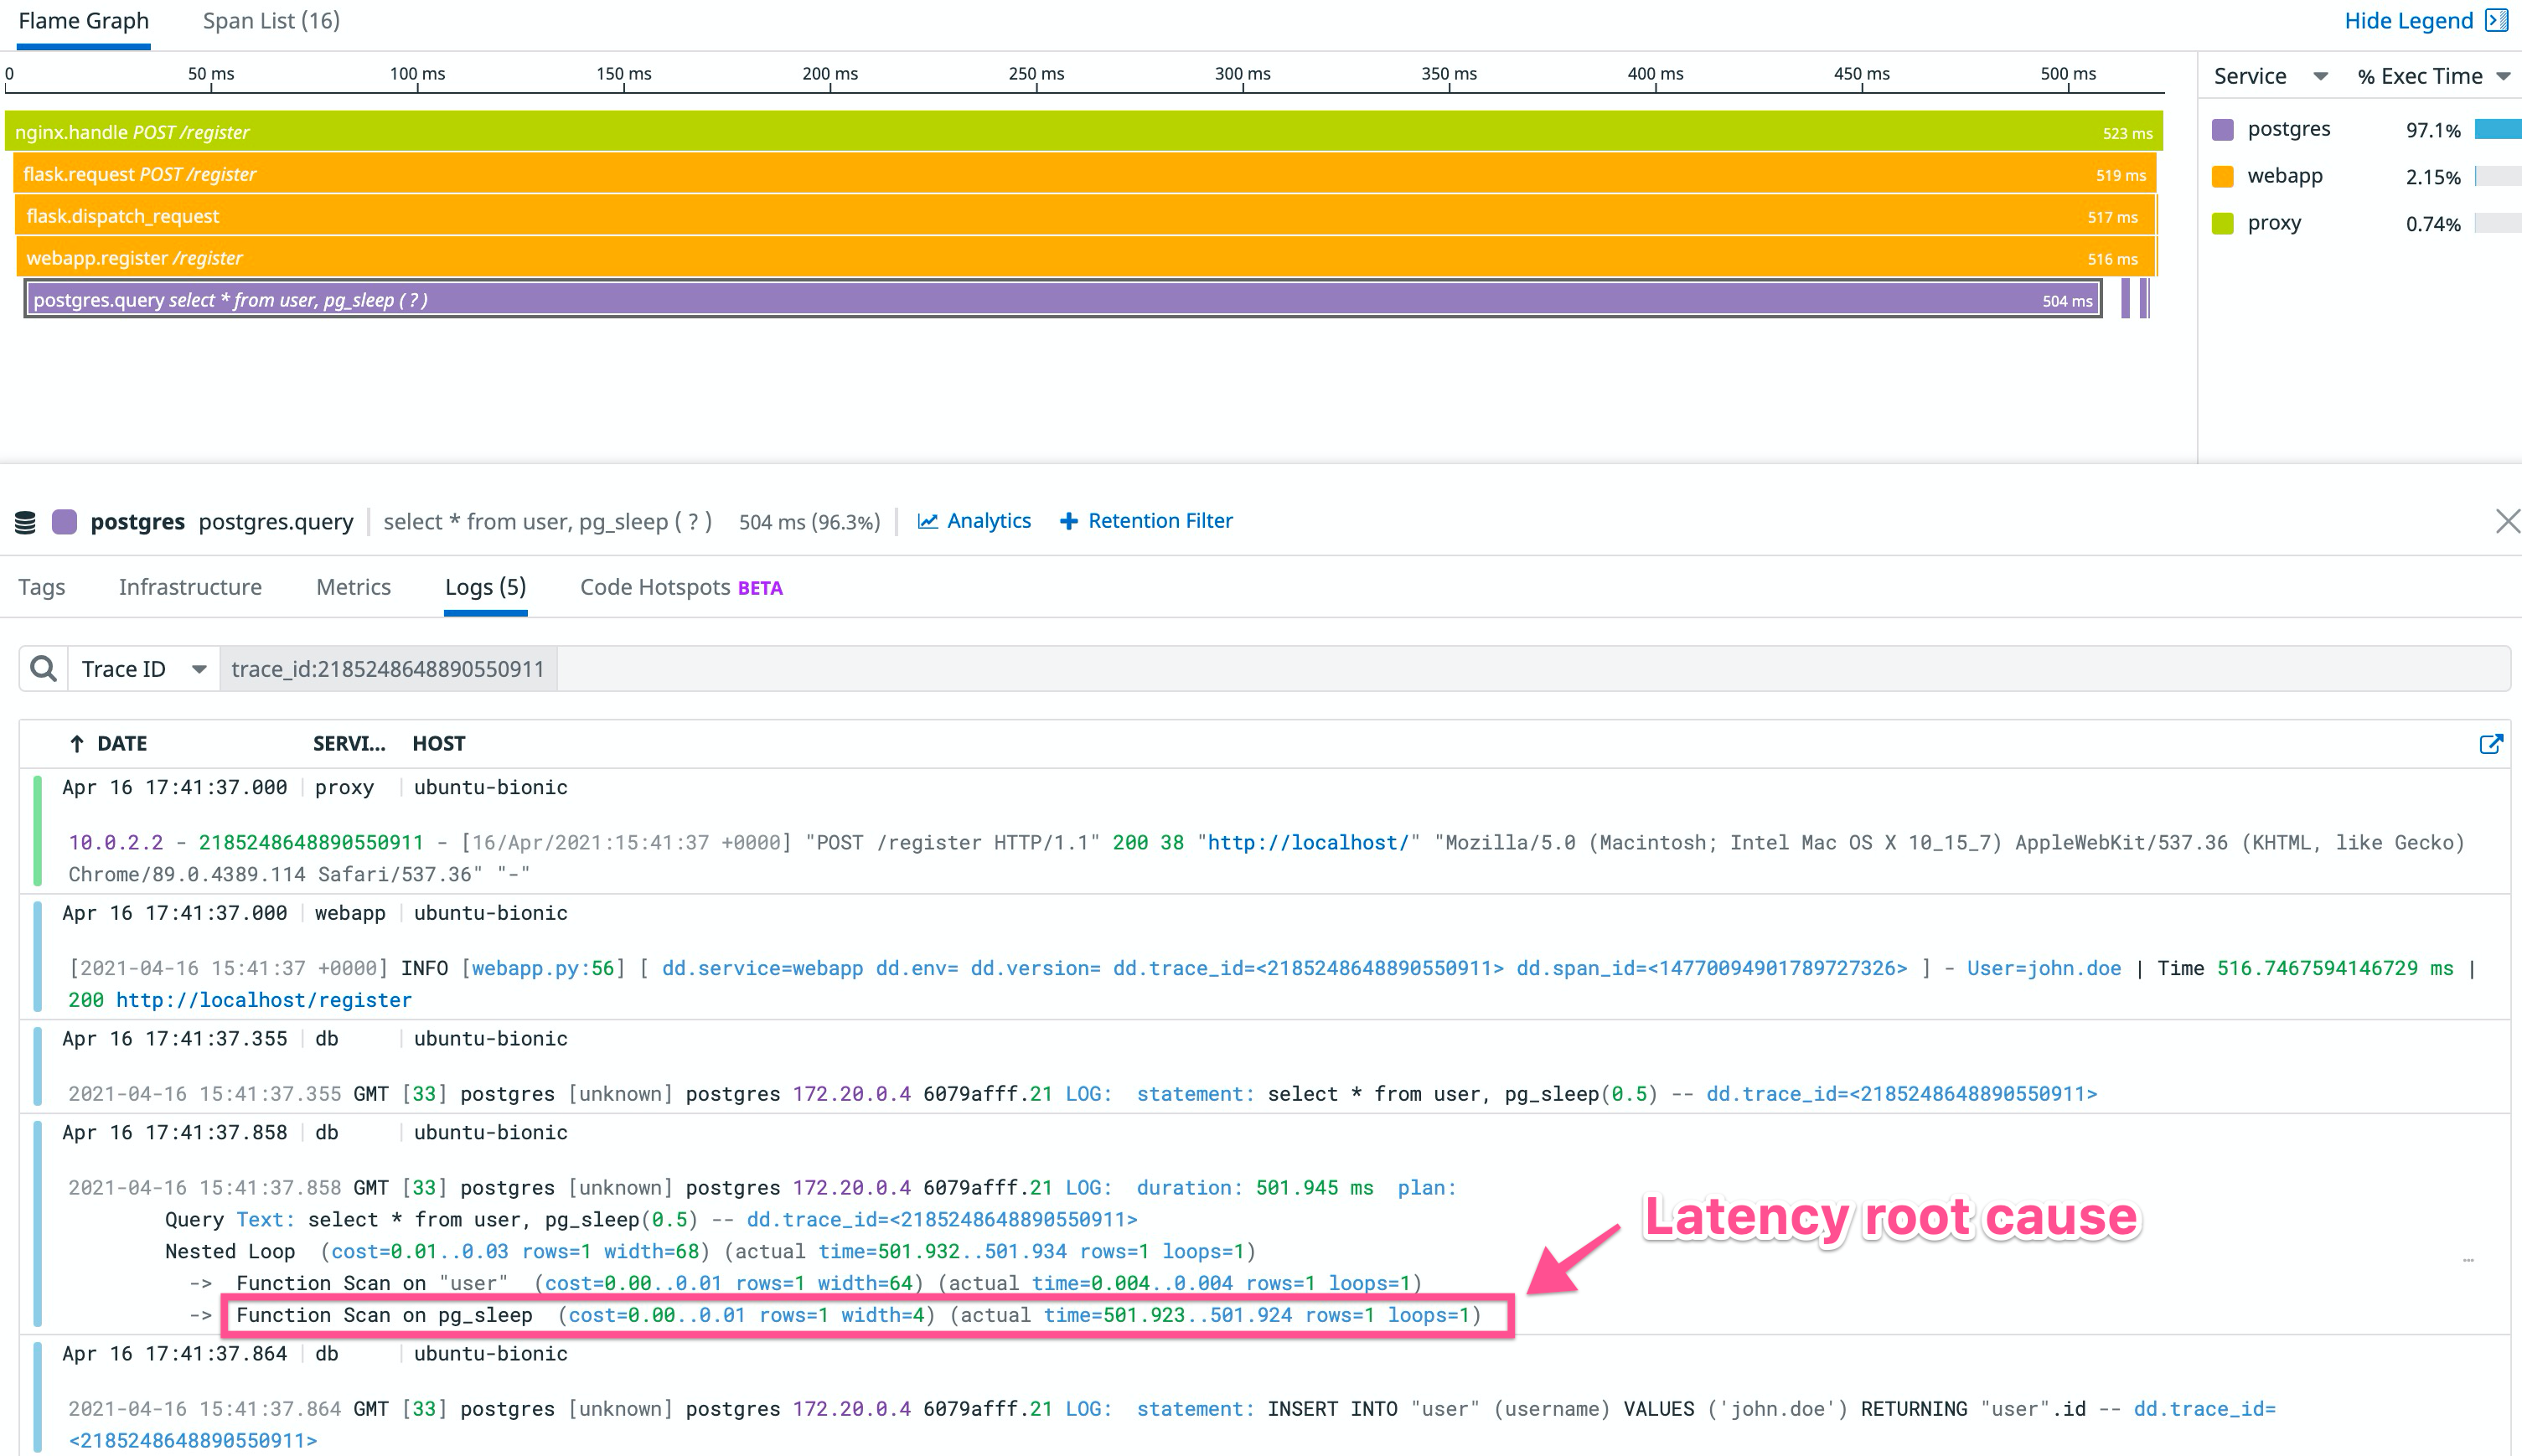 Flame Graph
Span List (16)
Hide Legend
0
50 ms
100 ms
150 ms
200 ms
250 ms
300 ms
350 ms
400 ms
450 ms
500 ms
Service
% Exec Time
nginx.handle POST /register
523 ms
postgres
97.1%
flask.request POST /register
519 ms
webapp
2.15%
flask.dispatch_request
517 ms
proxy
0.74%
webapp.register /register
516 ms
postgres.query select * from user, pg_sleep ( ? )
504 ms
postgres postgres.query select * from user, pg_sleep ( ? ) 504 ms (96.3%) Analytics Retention Filter
Tags
Infrastructure
Metrics
Logs (5)
Code Hotspots BETA
Trace ID
trace_id:2185248648890550911
↑ DATE
SERVI...
HOST
Apr 16 17:41:37.000 proxy ubuntu-bionic
10.0.2.2 - 2185248648890550911 - [16/Apr/2021:15:41:37 +0000] "POST /register HTTP/1.1" 200 38 "http://localhost/" "Mozilla/5.0 (Macintosh; Intel Mac OS X 10_15_7) AppleWebKit/537.36 (KHTML, like Gecko)
Chrome/89.0.4389.114 Safari/537.36" "-"
Apr 16 17:41:37.000 webapp ubuntu-bionic
[2021-04-16 15:41:37 +0000] INFO [webapp.py:56] [ dd.service=webapp dd.env= dd.version= dd.trace_id=<2185248648890550911> dd.span_id=<14770094901789727326> ] - User=john.doe | Time 516.7467594146729 ms |
200 http://localhost/register
Apr 16 17:41:37.355 db ubuntu-bionic
2021-04-16 15:41:37.355 GMT [33] postgres [unknown] postgres 172.20.0.4 6079afff.21 LOG: statement: select * from user, pg_sleep(0.5) -- dd.trace_id=<2185248648890550911>
Apr 16 17:41:37.858 db ubuntu-bionic
2021-04-16 15:41:37.858 GMT [33] postgres [unknown] postgres 172.20.0.4 6079afff.21 LOG: duration: 501.945 ms plan:
Query Text: select * from user, pg_sleep(0.5) -- dd.trace_id=<2185248648890550911>
Latency root cause
Nested Loop (cost=0.01..0.03 rows=1 width=68) (actual time=501.932..501.934 rows=1 loops=1)
-> Function Scan on "user" (cost=0.00..0.01 rows=1 width=64) (actual time=0.004..0.004 rows=1 loops=1)
-> Function Scan on pg_sleep (cost=0.00..0.01 rows=1 width=4) (actual time=501.923..501.924 rows=1 loops=1)
Apr 16 17:41:37.864 db ubuntu-bionic
2021-04-16 15:41:37.864 GMT [33] postgres [unknown] postgres 172.20.0.4 6079afff.21 LOG: statement: INSERT INTO "user" (username) VALUES ('john.doe') RETURNING "user".id -- dd.trace_id=
<2185248648890550911>